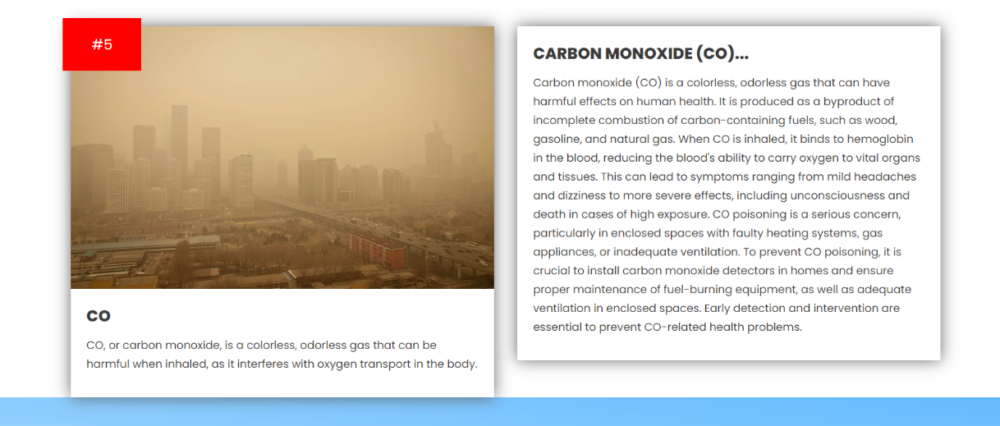 #5
CO
CO, or carbon monoxide, is a colorless, odorless gas that can be
harmful when inhaled, as it interferes with oxygen transport in the body.
CARBON MONOXIDE (CO)...
Carbon monoxide (CO) is a colorless, odorless gas that can have
harmful effects on human health. It is produced as a byproduct of
incomplete combustion of carbon-containing fuels, such as wood,
gasoline, and natural gas. When CO is inhaled, it binds to hemoglobin
in the blood, reducing the blood's ability to carry oxygen to vital organs
and tissues. This can lead to symptoms ranging from mild headaches
and dizziness to more severe effects, including unconsciousness and
death in cases of high exposure. CO poisoning is a serious concern,
particularly in enclosed spaces with faulty heating systems, gas
appliances, or inadequate ventilation. To prevent CO poisoning, it is
crucial to install carbon monoxide detectors in homes and ensure
proper maintenance of fuel-burning equipment, as well as adequate
ventilation in enclosed spaces. Early detection and intervention are
essential to prevent CO-related health problems.